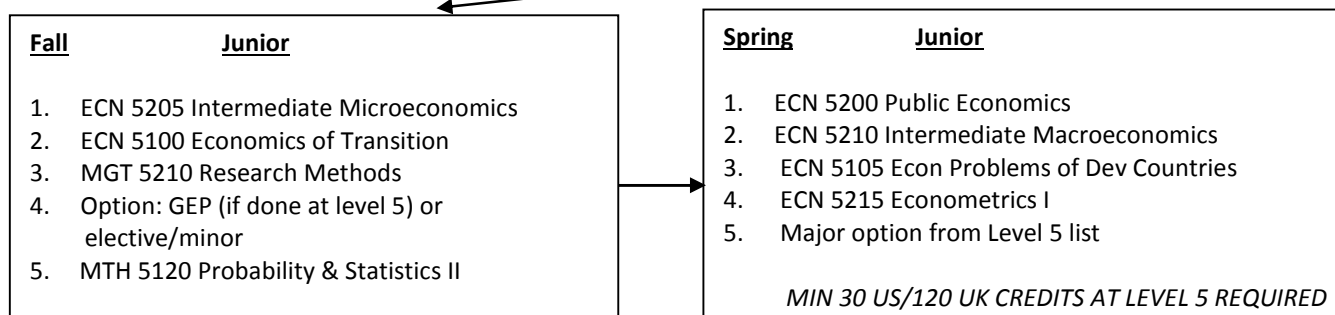 Fall Junior
1. ECN 5205 Intermediate Microeconomics
2. ECN 5100 Economics of Transition
3. MGT 5210 Research Methods
4. Option: GEP (if done at level 5) or
elective/minor
5. MTH 5120 Probability & Statistics II
Spring Junior
1. ECN 5200 Public Economics
2. ECN 5210 Intermediate Macroeconomics
3. ECN 5105 Econ Problems of Dev Countries
4. ECN 5215 Econometrics I
5. Major option from Level 5 list
MIN 30 US/120 UK CREDITS AT LEVEL 5 REQUIRED